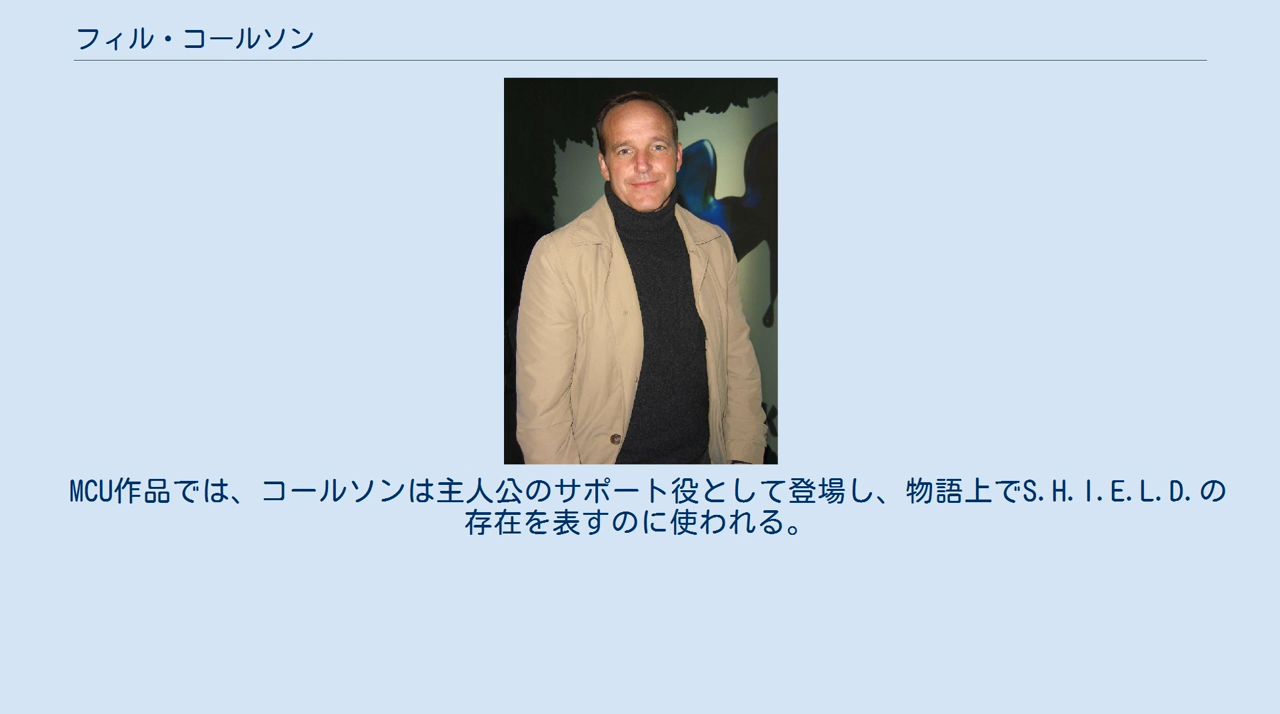 フィル・コールソン
MCU作品では、コールソンは主人公のサポート役として登場し、物語上でS.H.I.E.L.D.の
存在を表すのに使われる。